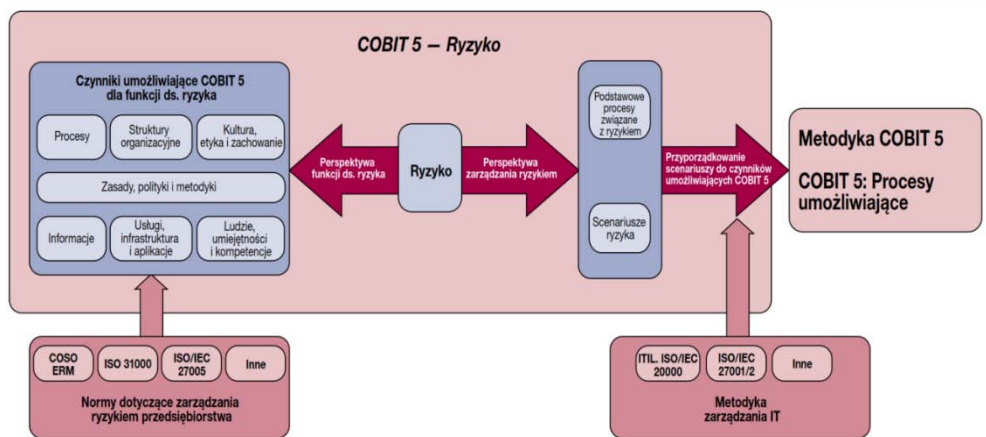 COBIT 5 — Ryzyko
Czynniki umożliwiające COBIT 5
dla funkcji ds. ryzyka
Procesy
Struktury
organizacyjne
Kultura,
etyka i zachowanie
Zasady, polityki i metodyki
Informacje
Usługi,
infrastruktura
i aplikacje
Ludzie,
umiejętności
i kompetencje
Perspektywa
funkcji ds. ryzyka
Ryzyko
Perspektywa
zarządzania ryzykiem
Podstawowe
procesy
związane
z ryzykiem
Scenariusze
ryzyka
Przyporządkowanie
scenariuszy do czynników
umożliwiających COBIT 5
Metodyka COBIT 5
COBIT 5: Procesy
umożliwiające
COSO
ERM
ISO 31000
ISO/IEC
27005
Inne
Normy dotyczące zarządzania
ryzykiem przedsiębiorstwa
ITIL. ISO/IEC
20000
ISO/IEC
27001/2
Inne
Metodyka
zarządzania IT